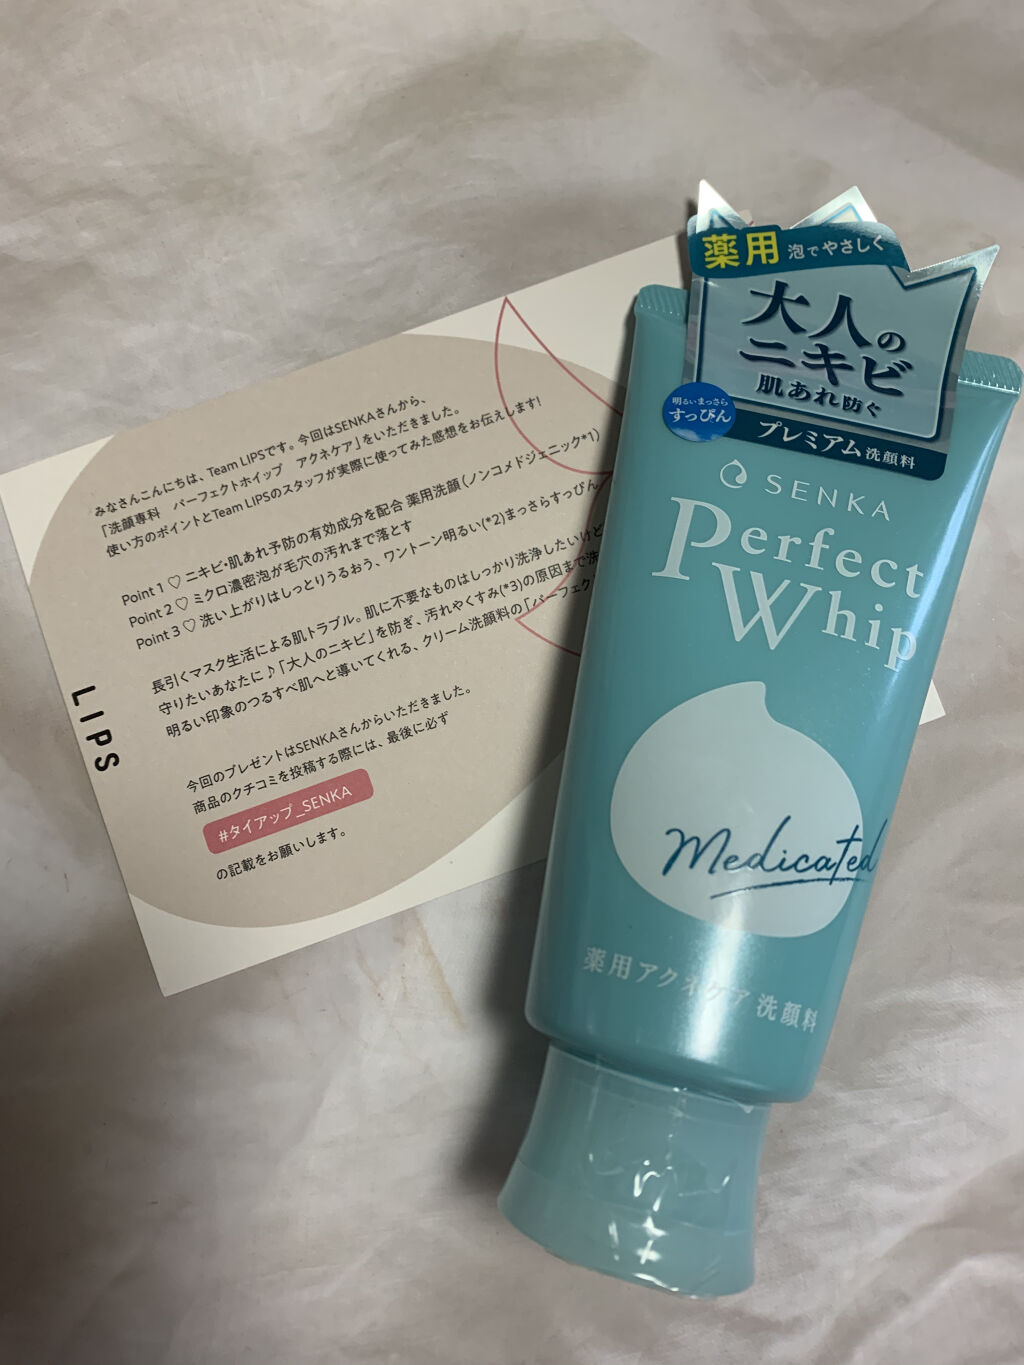 みなさんこんにちは、Team LIPSです。今回はSENKAさんから、
「洗顔専科　パーフェクトホイップ　アクネケア」をいただきました。
使い方のポイントとTeam LIPSのスタッフが実際に使ってみた感想をお伝えします!
Point 1 ♡ ニキビ・肌あれ予防の有効成分を配合 薬用洗顔(ノンコメドジェニック*1)
Point 2 ♡ ミクロ濃密泡が毛穴の汚れまで落とす
Point 3 ♡ 洗い上がりはしっとりうるおう、ワントーン明るい(*2)まっさらすっぴん
長引くマスク生活による肌トラブル。肌に不要なものはしっかり洗浄したいけど
守りたいあなたに♪「大人のニキビ」を防ぎ、汚れやくすみ(*3)の原因まで洗
明るい印象のつるすべ肌へと導いてくれる、クリーム洗顔料の「パーフェク
今回のプレゼントはSENKAさんからいただきました。
商品のクチコミを投稿する際には、最後に必ず
#タイアップ_SENKA
の記載をお願いします。
LIPS
薬用 泡でやさしく
大人の
ニキビ
肌あれ防ぐ
明るいまっさら
すっぴん
プレミアム洗顔料
SENKA
Perfect
Whip
Medicated
薬用アクネケア洗顔料